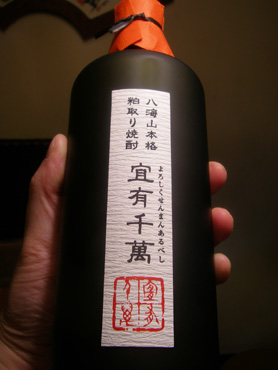 八海山本格
粕取り焼酎
宜有千萬
よろしくせんまんあるべし